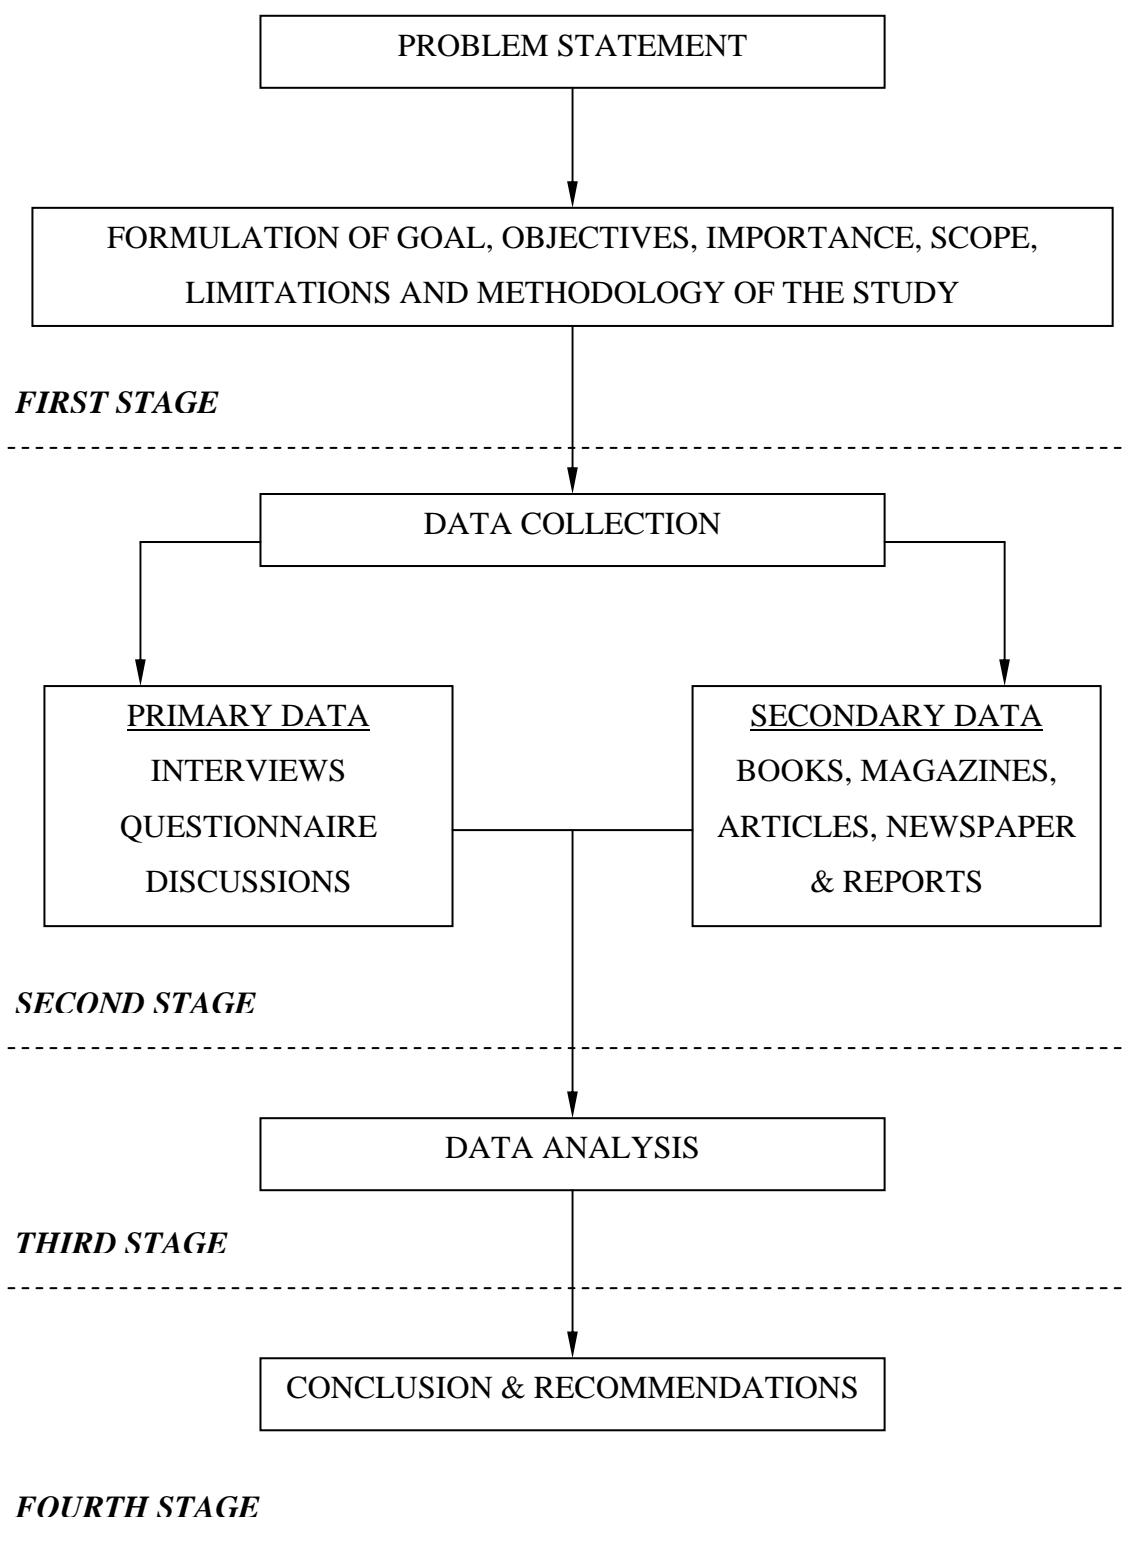 PROBLEM STATEMENT
FORMULATION OF GOAL, OBJECTIVES, IMPORTANCE, SCOPE,
LIMITATIONS AND METHODOLOGY OF THE STUDY
FIRST STAGE
DATA COLLECTION
PRIMARY DATA
INTERVIEWS
QUESTIONNAIRE
DISCUSSIONS
SECONDARY DATA
BOOKS, MAGAZINES,
ARTICLES, NEWSPAPER
& REPORTS
SECOND STAGE
DATA ANALYSIS
THIRD STAGE
CONCLUSION & RECOMMENDATIONS
FOURTH STAGE